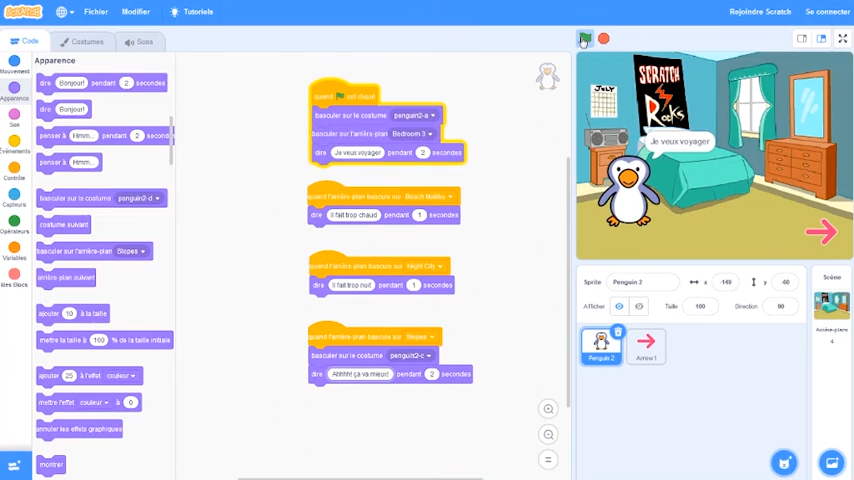 SCRATCH
Fichier
Modifier
Tutoriels
Rejoindre Scratch
Se connecter
Code
Costumes
Sons
Mouvement
Apparence
Son
Événements
Contrôle
Capteurs
Opérateurs
Variables
Mes Blocs
Apparence
dire Bonjour! pendant 2 secondes
dire Bonjour!
penser à Hmm... pendant 2 second
penser à Hmm...
basculer sur le costume penguin2-d
costume suivant
basculer sur l'arrière-plan Slopes
arrière-plan suivant
ajouter 10 à la taille
mettre la taille à 100 % de la taille initiale
ajouter 25 à l'effet couleur
mettre l'effet couleur à 0
annuler les effets graphiques
montrer
quand est cliqué
basculer sur le costume penguin2-a
basculer sur l'arrière-plan Bedroom 3
dire Je veux voyager pendant 2 secondes
quand l'arrière-plan bascule sur Beach Malibu
dire Il fait trop chaud pendant 1 secondes
quand l'arrière-plan bascule sur Night City
dire Il fait trop nuit pendant 1 secondes
quand l'arrière-plan bascule sur Slopes
basculer sur le costume penguin2-c
dire Ahhhh! ça va mieux! pendant 2 secondes
JULY
SCRATCH
Rocks
Je veux voyager
Sprite Penguin 2 x -149 y -60
Afficher Taille 100 Direction 90
Penguin 2
Arrow1
Scène
Arrière-plans
4